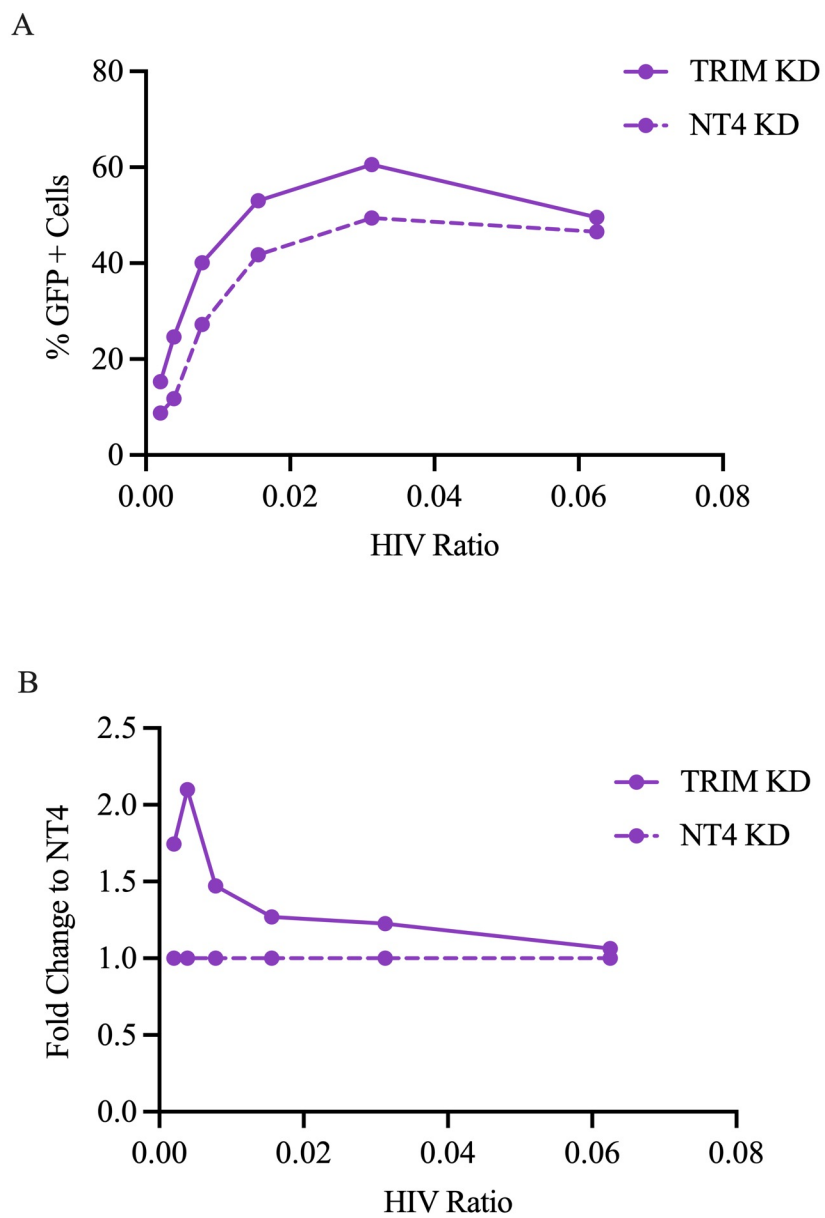 A
80
60
40
20
0
% GFP + Cells
0.00 0.02 0.04 0.06 0.08
HIV Ratio
TRIM KD
NT4 KD
B
2.5
2.0
1.5
1.0
0.5
0.0
Fold Change to NT4
0.00 0.02 0.04 0.06 0.08
HIV Ratio
TRIM KD
NT4 KD